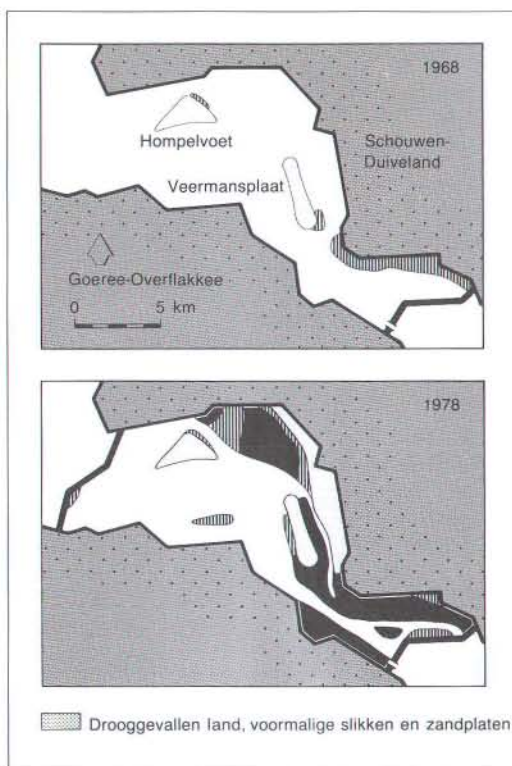 1968
Hompelvoet
Schouwen-
Duiveland
Veermansplaat
Goeree-Overflakkee
0 5 km
1978
Drooggevallen land, voormalige slikken en zandplaten